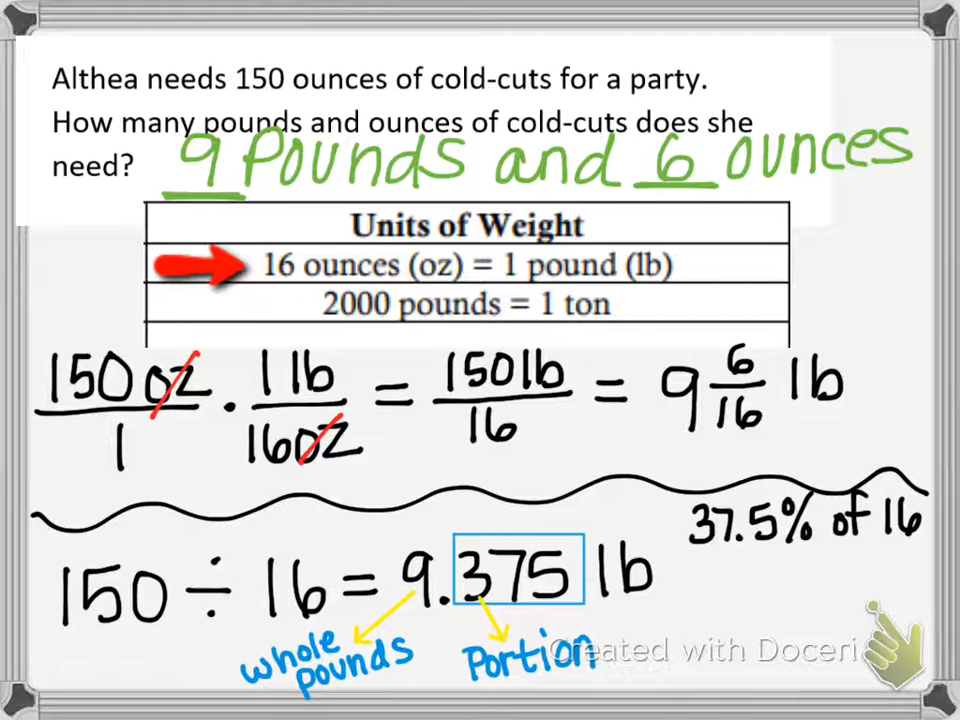 Althea needs 150 ounces of cold-cuts for a party.
How many pounds and ounces of cold-cuts does she
need? 9 Pounds and 6 ounces
Units of Weight
16 ounces (oz) = 1 pound (lb)
2000 pounds = 1 ton
150 oz/1 · 1 lb/16 oz = 150 lb/16 = 9 6/16 lb
37.5% of 16
150 ÷ 16 = 9.375 lb
whole pounds
Portion
Created with Doceri